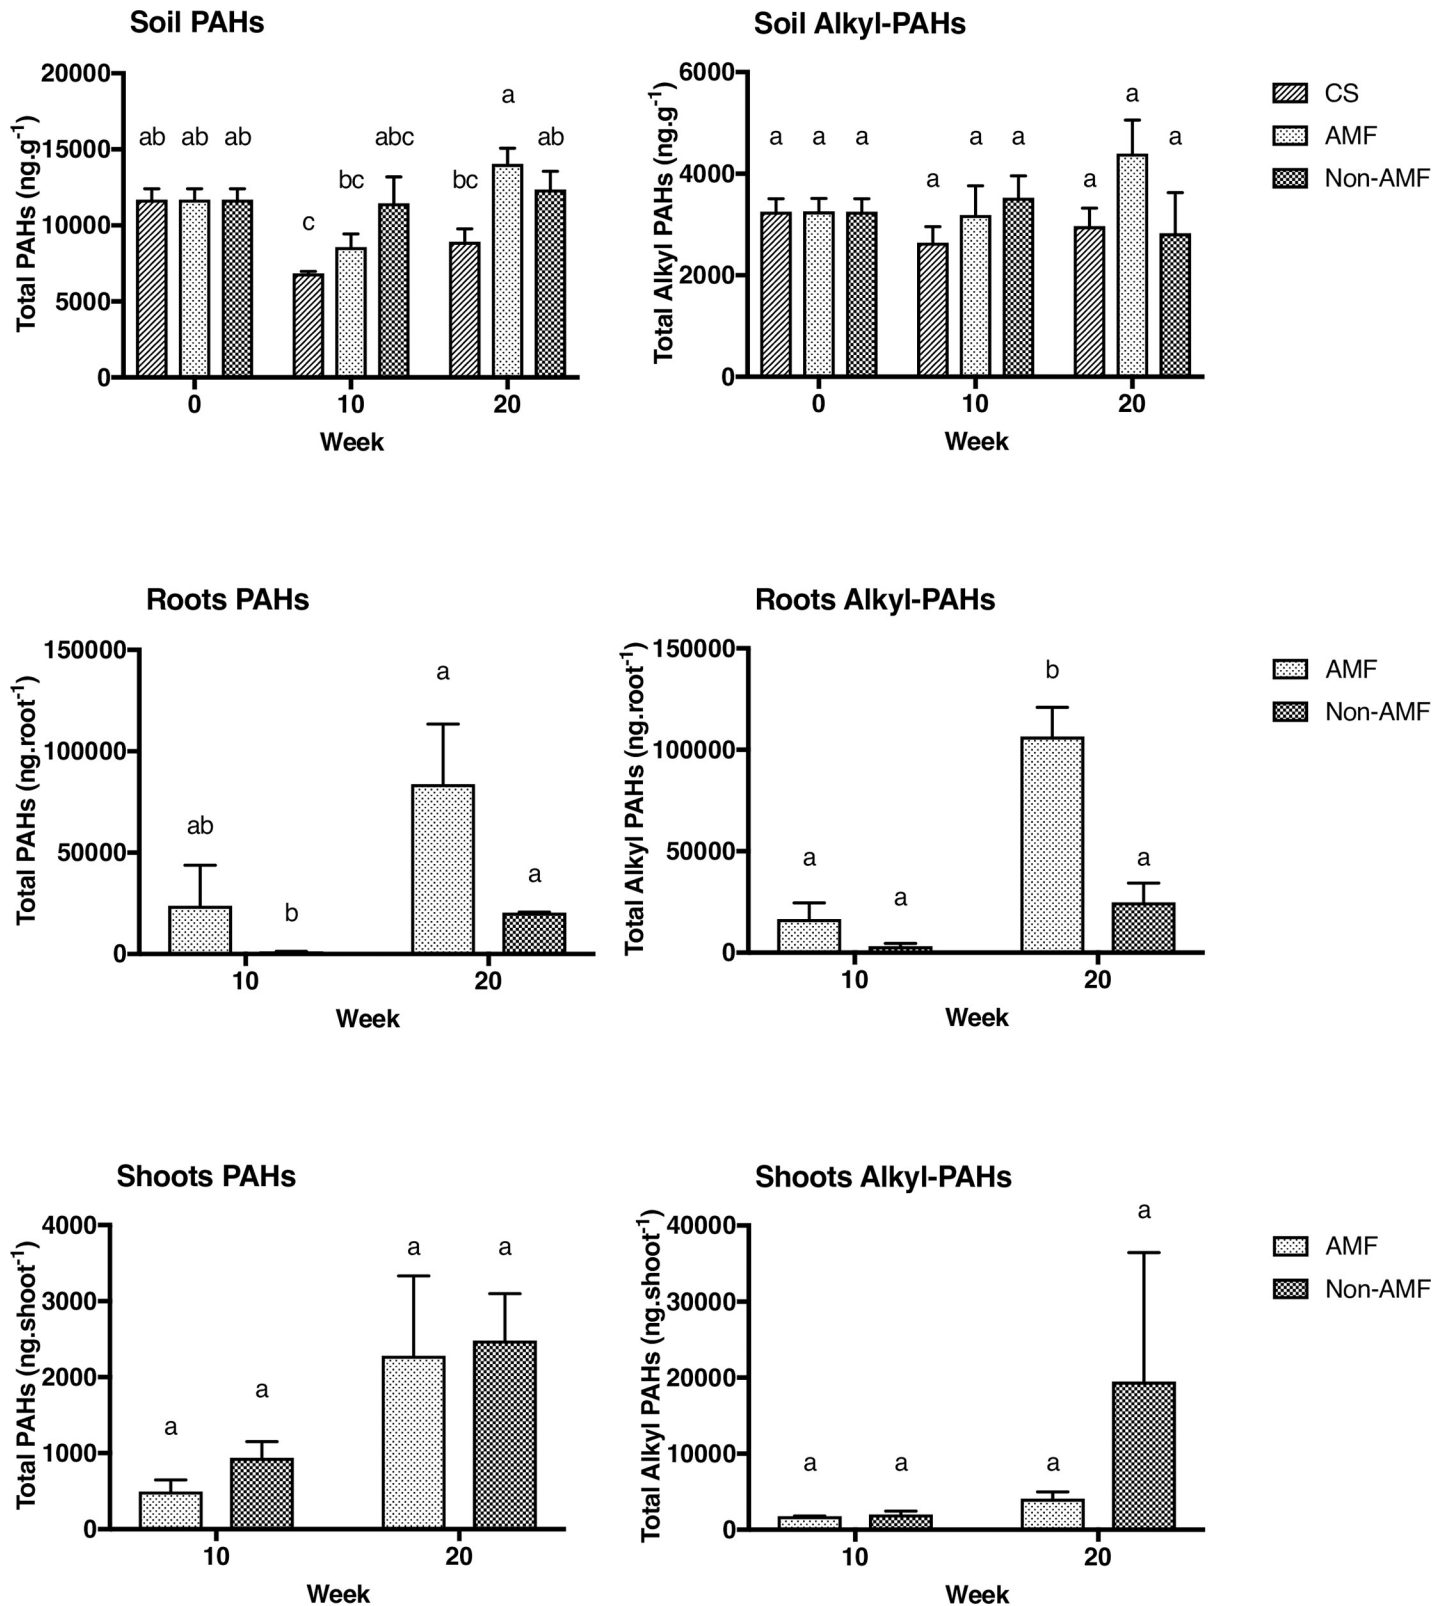 Soil PAHs
Total PAHs (ng.g-1)
20000
15000
10000
5000
0
ab ab ab
c bc abc
bc a ab
0 10 20
Week
Soil Alkyl-PAHs
Total Alkyl PAHs (ng.g-1)
6000
4000
2000
0
a a a
a a a
a a a
0 10 20
Week
CS
AMF
Non-AMF
Roots PAHs
Total PAHs (ng.root-1)
150000
100000
50000
0
ab b a a
10 20
Week
Roots Alkyl-PAHs
Total Alkyl PAHs (ng.root-1)
150000
100000
50000
0
a a b a
10 20
Week
AMF
Non-AMF
Shoots PAHs
Total PAHs (ng.shoot-1)
4000
3000
2000
1000
0
a a a a
10 20
Week
Shoots Alkyl-PAHs
Total Alkyl PAHs (ng.shoot-1)
40000
30000
20000
10000
0
a a a a
10 20
Week
AMF
Non-AMF